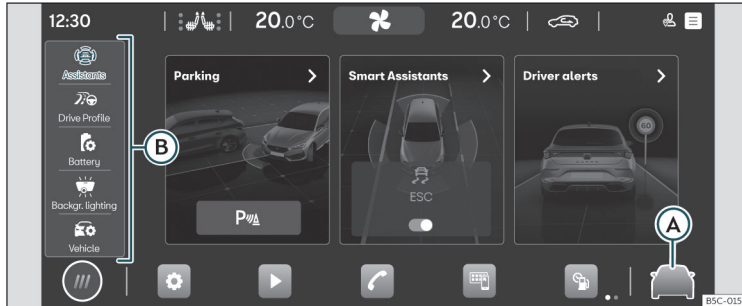 12:30
20.0°C
20.0°C
Assistants
Drive Profile
Battery
Backgr. lighting
Vehicle
B
Parking
P
Smart Assistants
ESC
Driver alerts
60
A
B5C-015